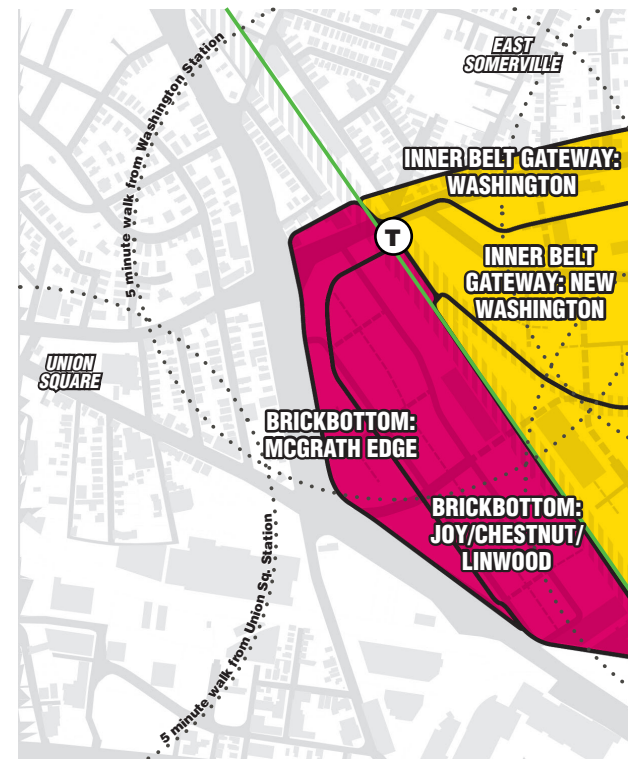 EAST
SOMERVILLE
5 minute walk from Washington Station
INNER BELT GATEWAY:
WASHINGTON
T
INNER BELT
GATEWAY: NEW
WASHINGTON
UNION
SQUARE
BRICKBOTTOM:
MCGRATH EDGE
BRICKBOTTOM:
JOY/CHESTNUT/
LINWOOD
5 minute walk from Union Sq. Station